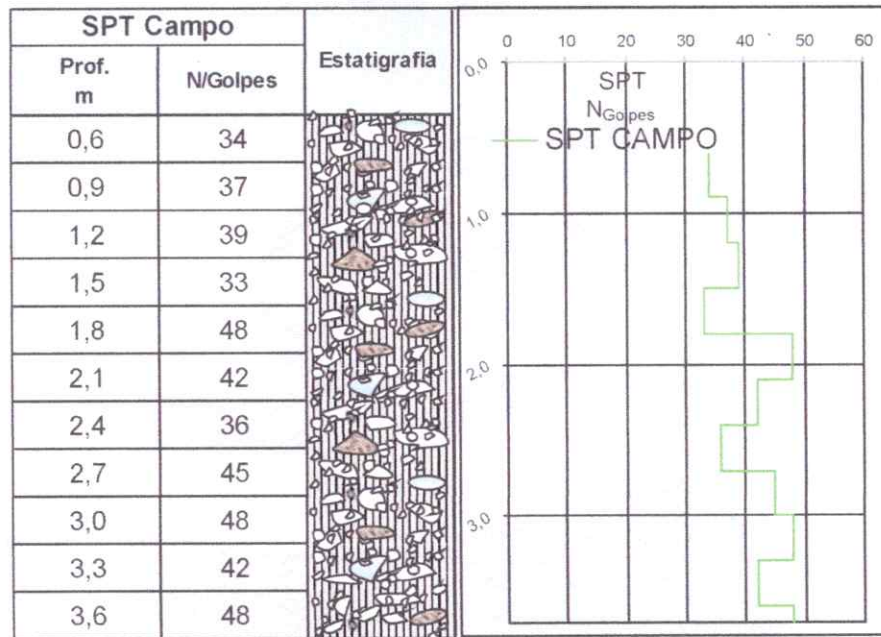 SPT Campo
Prof. m
N/Golpes
Estatigrafia
0,6 34
0,9 37
1,2 39
1,5 33
1,8 48
2,1 42
2,4 36
2,7 45
3,0 48
3,3 42
3,6 48
0 10 20 30 40 50 60
0,0
SPT
NGolpes
SPT CAMPO
1,0
2,0
3,0